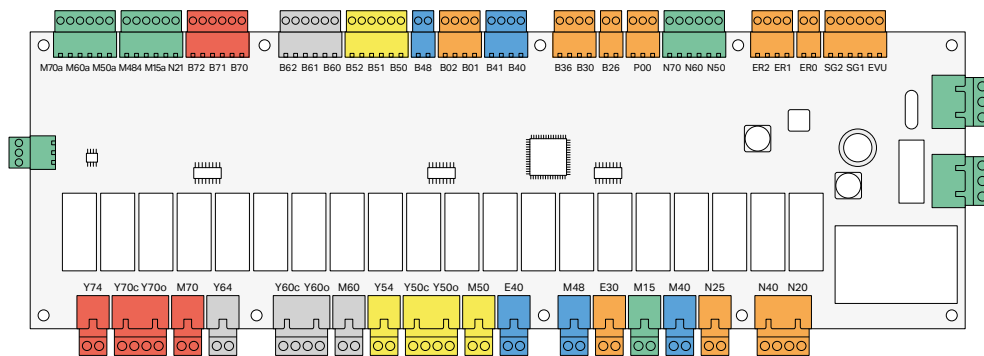 M70a M60a M50a M484 M15a N21 B72 B71 B70 B62 B61 B60 B52 B51 B50 B48 B02 B01 B41 B40 B36 B30 B26 P00 N70 N60 N50 ER2 ER1 ER0 SG2 SG1 EVU
Y74 Y70c Y70o M70 Y64 Y60c Y60o M60 Y54 Y50c Y50o M50 E40 M48 E30 M15 M40 N25 N40 N20